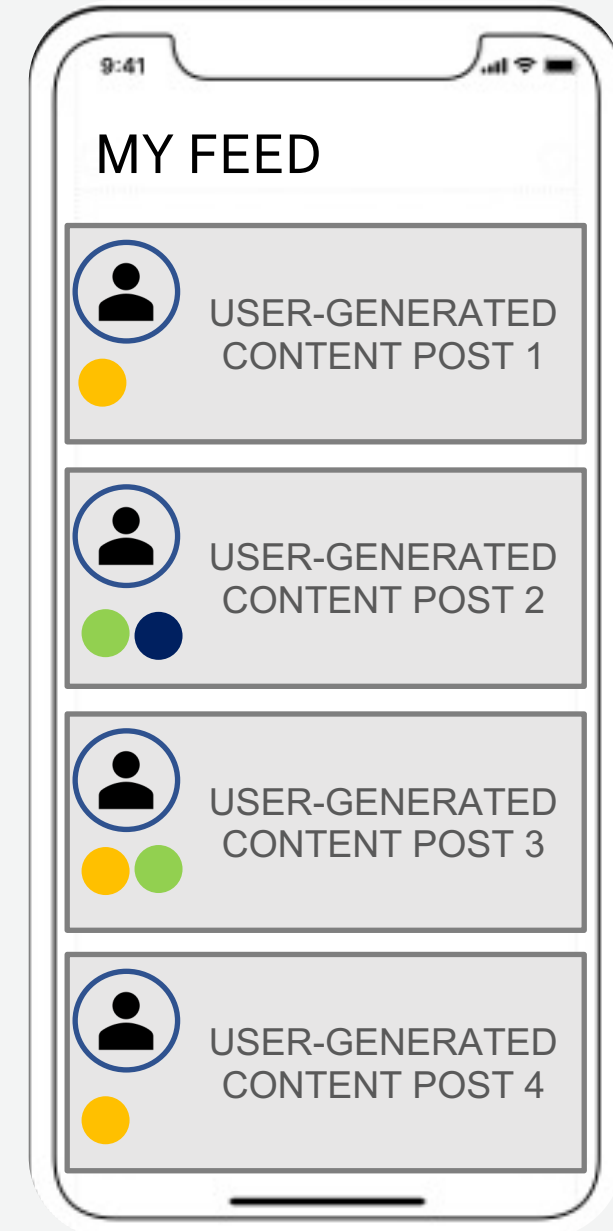 9:41
MY FEED
USER-GENERATED
CONTENT POST 1
USER-GENERATED
CONTENT POST 2
USER-GENERATED
CONTENT POST 3
USER-GENERATED
CONTENT POST 4